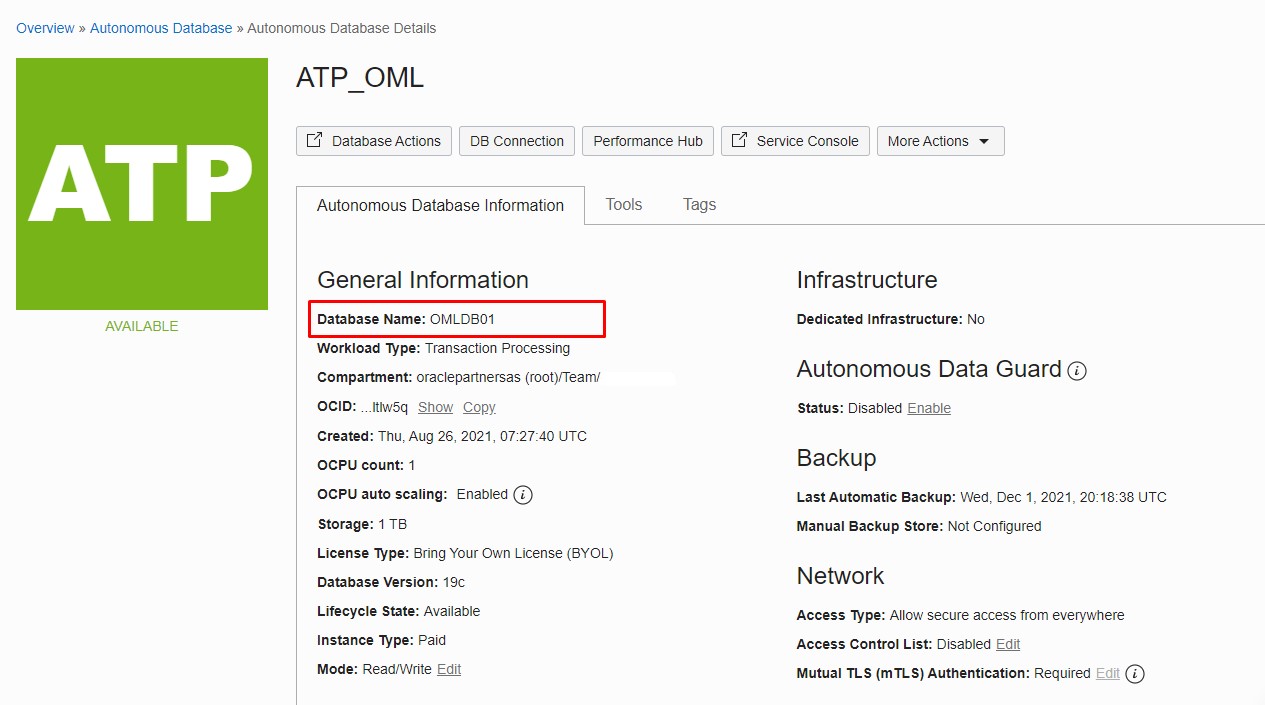 Overview » Autonomous Database » Autonomous Database Details
ATP
AVAILABLE
ATP_OML
Database Actions
DB Connection
Performance Hub
Service Console
More Actions
Autonomous Database Information
Tools
Tags
General Information
Database Name: OMLDB01
Workload Type: Transaction Processing
Compartment: oraclepartnersas (root)/Team/
OCID: ...ltlw5q Show Copy
Created: Thu, Aug 26, 2021, 07:27:40 UTC
OCPU count: 1
OCPU auto scaling: Enabled i
Storage: 1 TB
License Type: Bring Your Own License (BYOL)
Database Version: 19c
Lifecycle State: Available
Instance Type: Paid
Mode: Read/Write Edit
Infrastructure
Dedicated Infrastructure: No
Autonomous Data Guard i
Status: Disabled Enable
Backup
Last Automatic Backup: Wed, Dec 1, 2021, 20:18:38 UTC
Manual Backup Store: Not Configured
Network
Access Type: Allow secure access from everywhere
Access Control List: Disabled Edit
Mutual TLS (mTLS) Authentication: Required Edit i